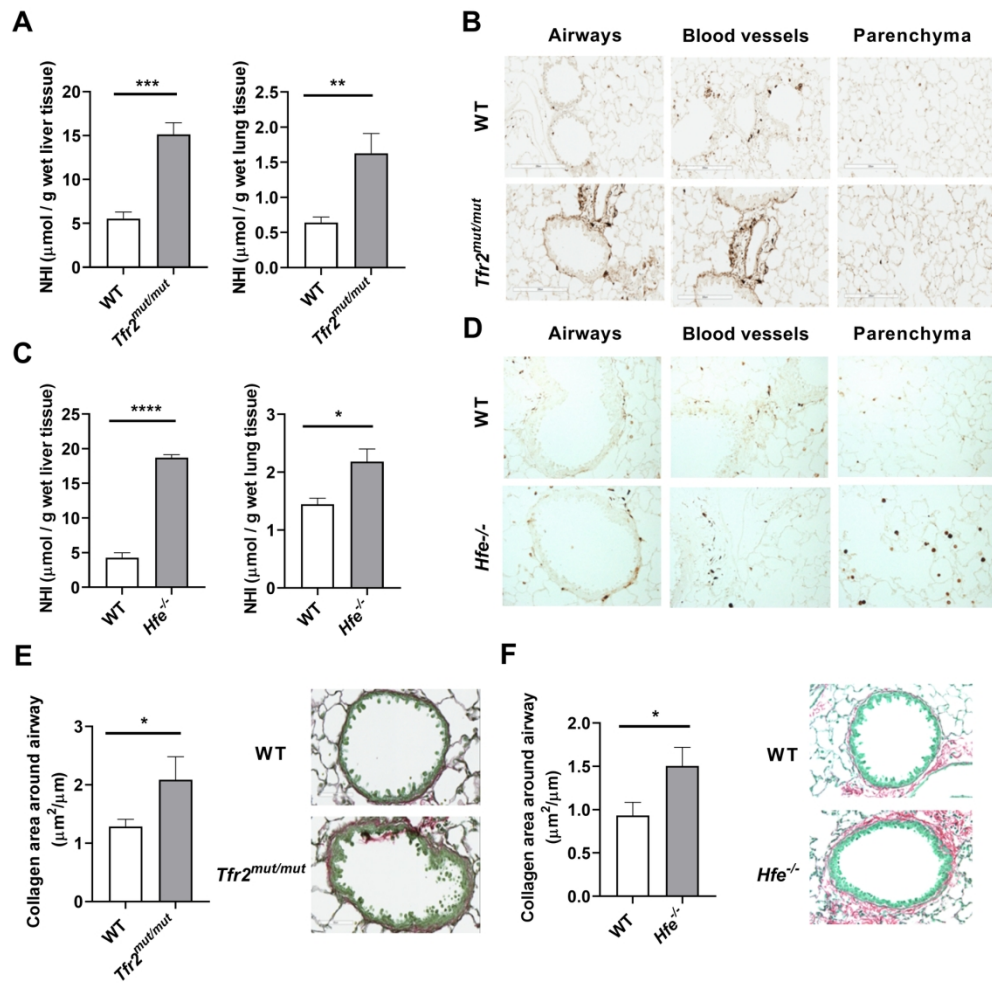 A
NHI (μmol / g wet liver tissue)
20
15
10
5
0
***
WT
Tfr2mut/mut
NHI (μmol / g wet lung tissue)
2.5
2.0
1.5
1.0
0.5
0.0
**
WT
Tfr2mut/mut
B
Airways
Blood vessels
Parenchyma
WT
Tfr2mut/mut
C
NHI (μmol / g wet liver tissue)
25
20
15
10
5
0
****
WT
Hfe-/-
NHI (μmol / g wet lung tissue)
3
2
1
0
*
WT
Hfe-/-
D
Airways
Blood vessels
Parenchyma
WT
Hfe-/-
E
Collagen area around airway
(μm2/μm)
3
2
1
0
*
WT
Tfr2mut/mut
WT
Tfr2mut/mut
F
Collagen area around airway
(μm2/μm)
2.0
1.5
1.0
0.5
0.0
*
WT
Hfe-/-
WT
Hfe-/-